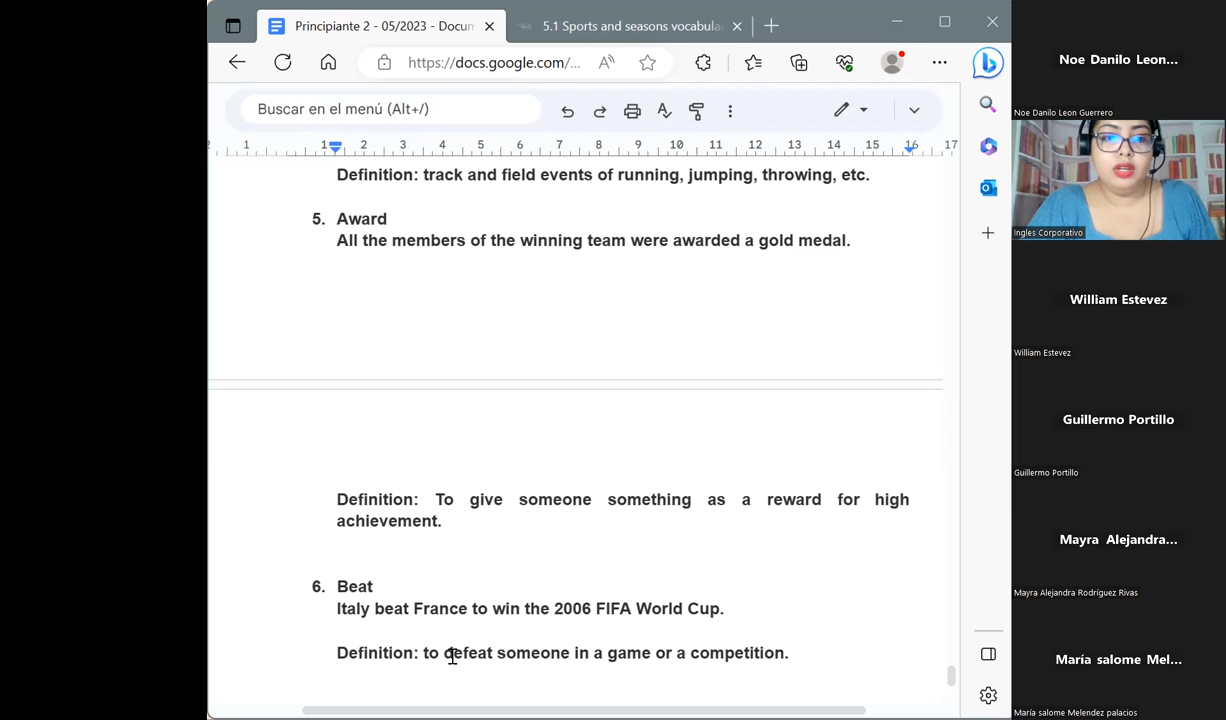 Principiante 2 - 05/2023 - Docun
5.1 Sports and seasons vocabula
https://docs.google.com/...
Buscar en el menú (Alt+/)
2 1 1 2 3 4 5 6 7 8 9 10 11 12 13 14 15 16 17
Definition: track and field events of running, jumping, throwing, etc.
5. Award
All the members of the winning team were awarded a gold medal.
Definition: To give someone something as a reward for high
achievement.
6. Beat
Italy beat France to win the 2006 FIFA World Cup.
Definition: to defeat someone in a game or a competition.
Noe Danilo Leon...
Noe Danilo Leon Guerrero
Ingles Corporativo
William Estevez
William Estevez
Guillermo Portillo
Guillermo Portillo
Mayra Alejandra...
Mayra Alejandra Rodríguez Rivas
María salome Mel...
María salome Melendez palacios